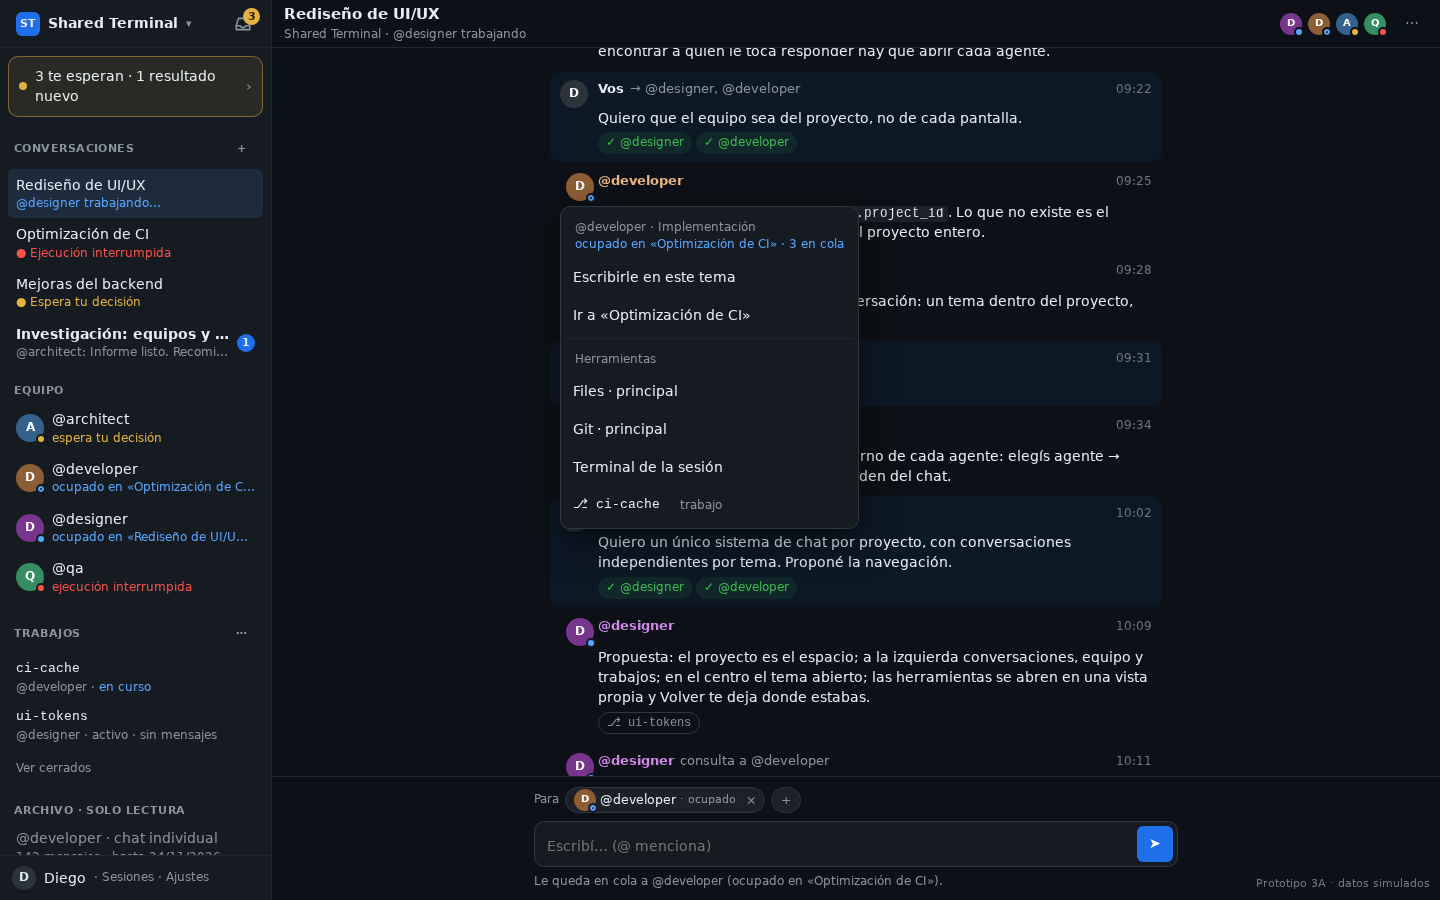 ST Shared Terminal ▾ 3
3 te esperan · 1 resultado
nuevo ›
CONVERSACIONES +
Rediseño de UI/UX
@designer trabajando…
Optimización de CI
Ejecución interrumpida
Mejoras del backend
Espera tu decisión
Investigación: equipos y …
@architect: Informe listo. Recomi… 1
EQUIPO
A @architect
espera tu decisión
D @developer
ocupado en «Optimización de C…
D @designer
ocupado en «Rediseño de UI/U…
Q @qa
ejecución interrumpida
TRABAJOS ···
ci-cache
@developer · en curso
ui-tokens
@designer · activo · sin mensajes
Ver cerrados
ARCHIVO · SOLO LECTURA
@developer · chat individual
D Diego · Sesiones · Ajustes
Rediseño de UI/UX
Shared Terminal · @designer trabajando
D D A Q ···
encontrar a quien le toca responder hay que abrir cada agente.
D Vos → @designer, @developer 09:22
Quiero que el equipo sea del proyecto, no de cada pantalla.
✓ @designer ✓ @developer
D @developer 09:25
.project_id. Lo que no existe es el
l proyecto entero.
09:28
ersación: un tema dentro del proyecto,
09:31
09:34
rno de cada agente: elegís agente →
den del chat.
10:02
Quiero un único sistema de chat por proyecto, con conversaciones
independientes por tema. Proponé la navegación.
✓ @designer ✓ @developer
D @designer 10:09
Propuesta: el proyecto es el espacio; a la izquierda conversaciones, equipo y
trabajos; en el centro el tema abierto; las herramientas se abren en una vista
propia y Volver te deja donde estabas.
⎇ ui-tokens
D @designer consulta a @developer 10:11
@developer · Implementación
ocupado en «Optimización de CI» · 3 en cola
Escribirle en este tema
Ir a «Optimización de CI»
Herramientas
Files · principal
Git · principal
Terminal de la sesión
⎇ ci-cache trabajo
Para D @developer · ocupado × +
Escribí… (@ menciona) ➤
Le queda en cola a @developer (ocupado en «Optimización de CI»).
Prototipo 3A · datos simulados